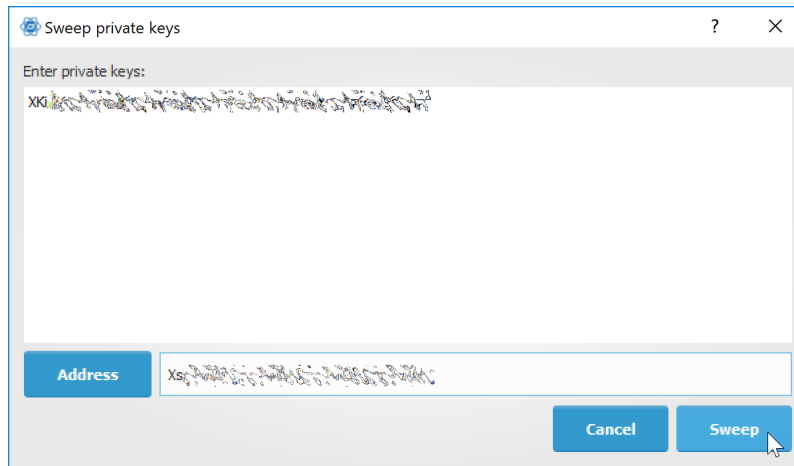 Sweep private keys
?
Enter private keys:
XKi
Address
Xs
Cancel
Sweep